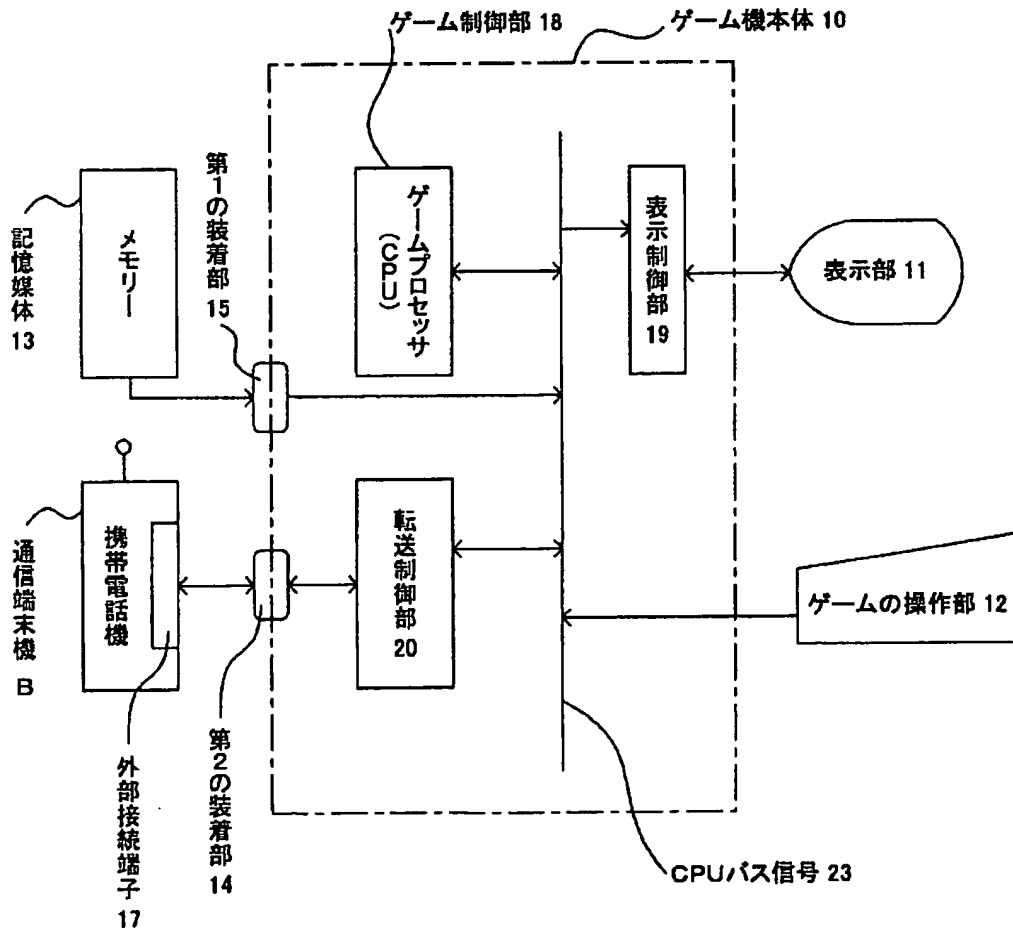 ゲーム制御部 18
ゲーム機本体 10
第1の装着部 15
記憶媒体 13
メモリー
ゲームプロセッサ
(CPU)
表示制御部 19
表示部 11
通信端末機 B
携帯電話機
転送制御部 20
ゲームの操作部 12
外部接続端子 17
第2の装着部 14
CPUバス信号 23